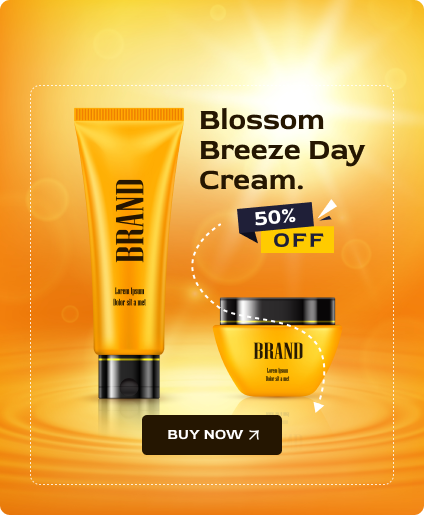 Blossom
Breeze Day
Cream.
50%
OFF
BRAND
Lorem Ipsum
Dolor sit a met
BRAND
Lorem Ipsum
Dolor sit a met
BUY NOW